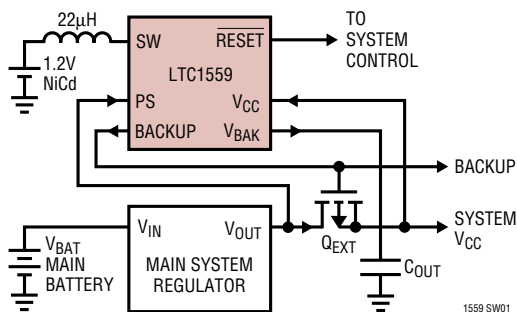 22µH
SW
RESET
TO
SYSTEM
CONTROL
1.2V
NiCd
LTC1559
PS
VCC
BACKUP
VBAK
BACKUP
VIN
VOUT
SYSTEM
VCC
QEXT
VBAT
MAIN
BATTERY
MAIN SYSTEM
REGULATOR
COUT
1559 SW01